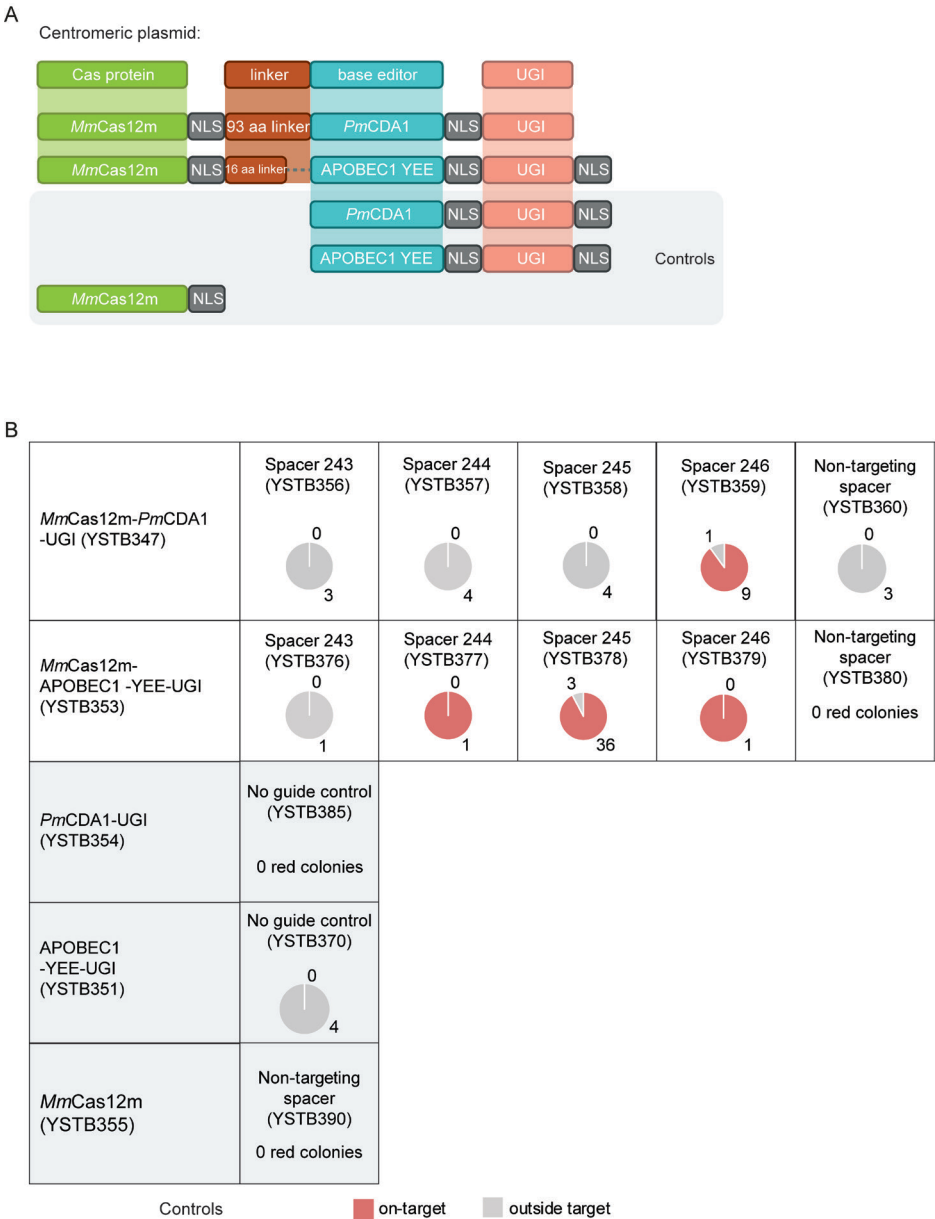 A
Centromeric plasmid:
Cas protein linker base editor UGI
MmCas12m NLS 93 aa linker PmCDA1 NLS UGI
MmCas12m NLS 16 aa linker APOBEC1 YEE NLS UGI NLS
PmCDA1 NLS UGI NLS
APOBEC1 YEE NLS UGI NLS
Controls
MmCas12m NLS
B
MmCas12m-PmCDA1
-UGI (YSTB347)
Spacer 243
(YSTB356)
0
3
Spacer 244
(YSTB357)
0
4
Spacer 245
(YSTB358)
0
4
Spacer 246
(YSTB359)
1
9
Non-targeting
spacer
(YSTB360)
0
3
MmCas12m-
APOBEC1 -YEE-UGI
(YSTB353)
Spacer 243
(YSTB376)
0
1
Spacer 244
(YSTB377)
0
1
Spacer 245
(YSTB378)
3
36
Spacer 246
(YSTB379)
0
1
Non-targeting
spacer
(YSTB380)
0 red colonies
PmCDA1-UGI
(YSTB354)
No guide control
(YSTB385)
0 red colonies
APOBEC1
-YEE-UGI
(YSTB351)
No guide control
(YSTB370)
0
4
MmCas12m
(YSTB355)
Non-targeting
spacer
(YSTB390)
0 red colonies
Controls on-target outside target